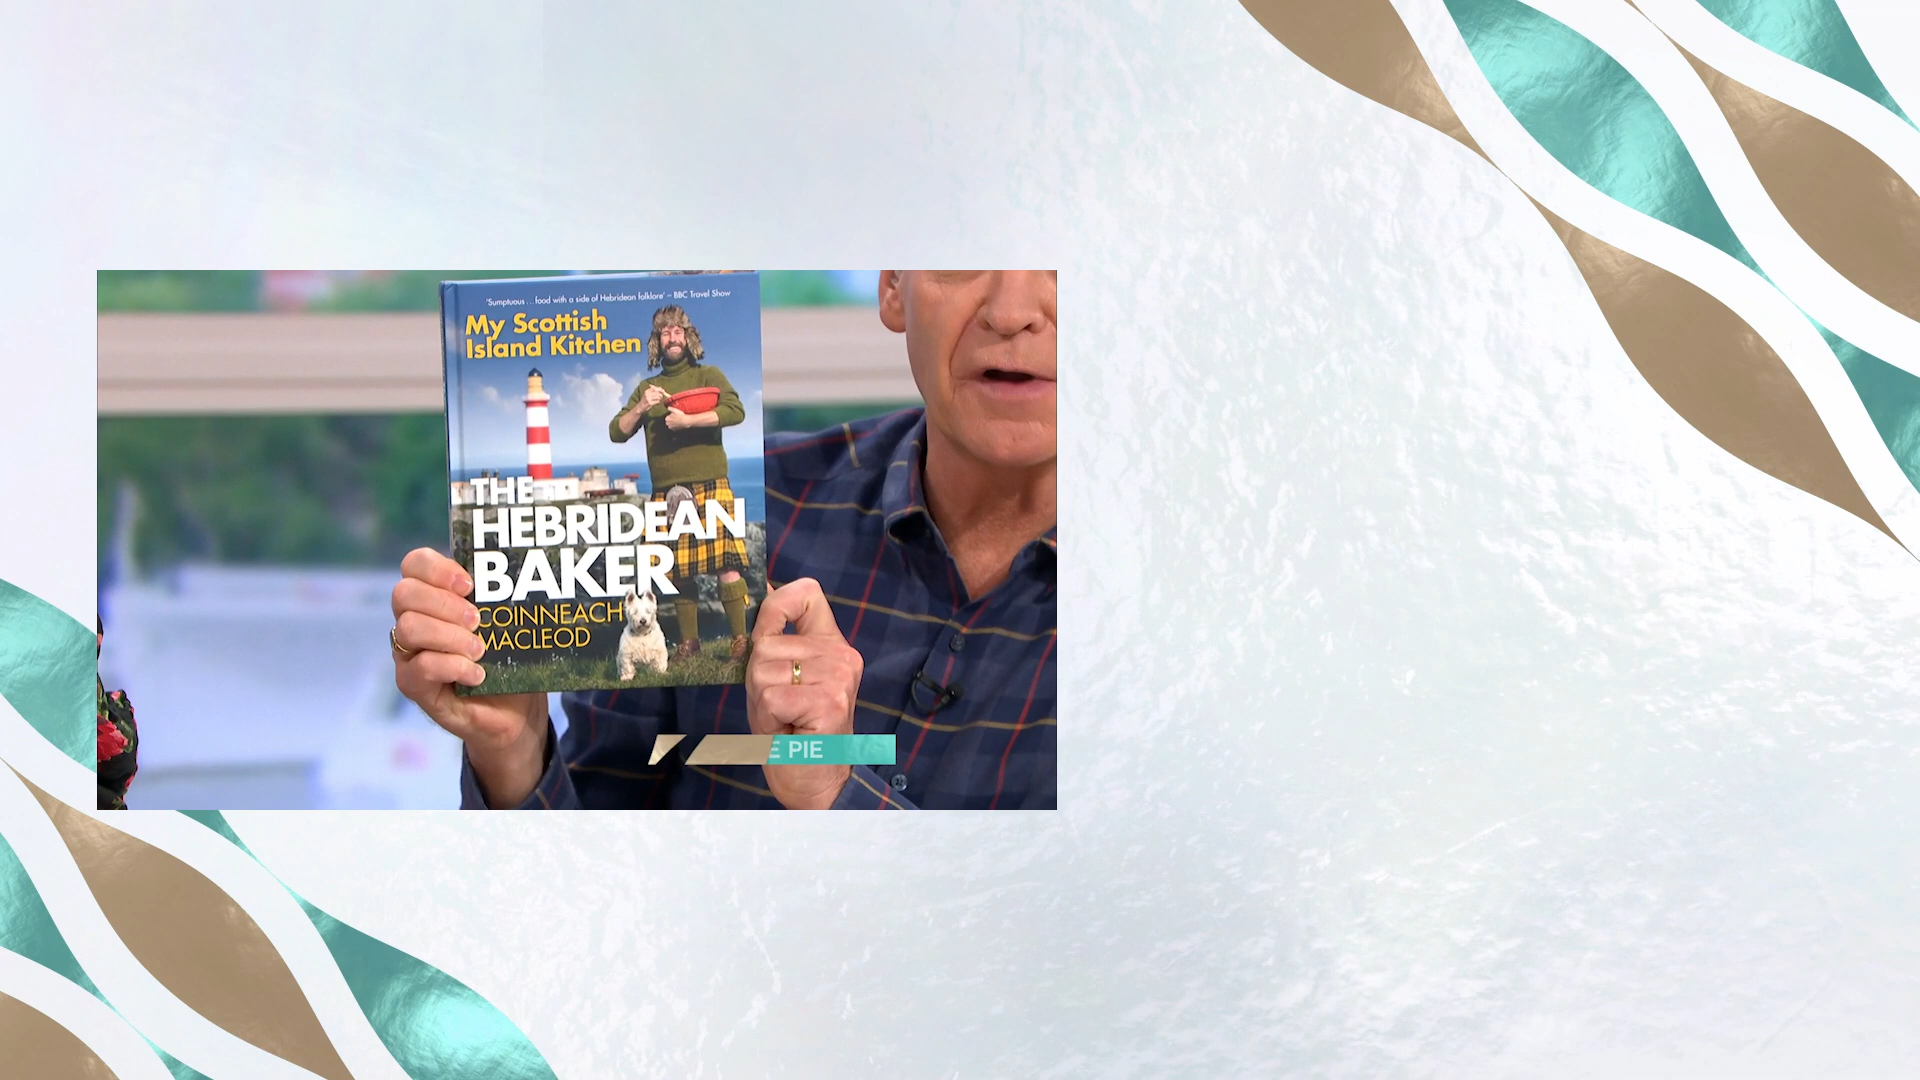 'Sumptuous ... food with a side of Hebridean folklore' – BBC Travel Show
My Scottish
Island Kitchen
THE
HEBRIDEAN
BAKER
COINNEACH
MACLEOD
PIE